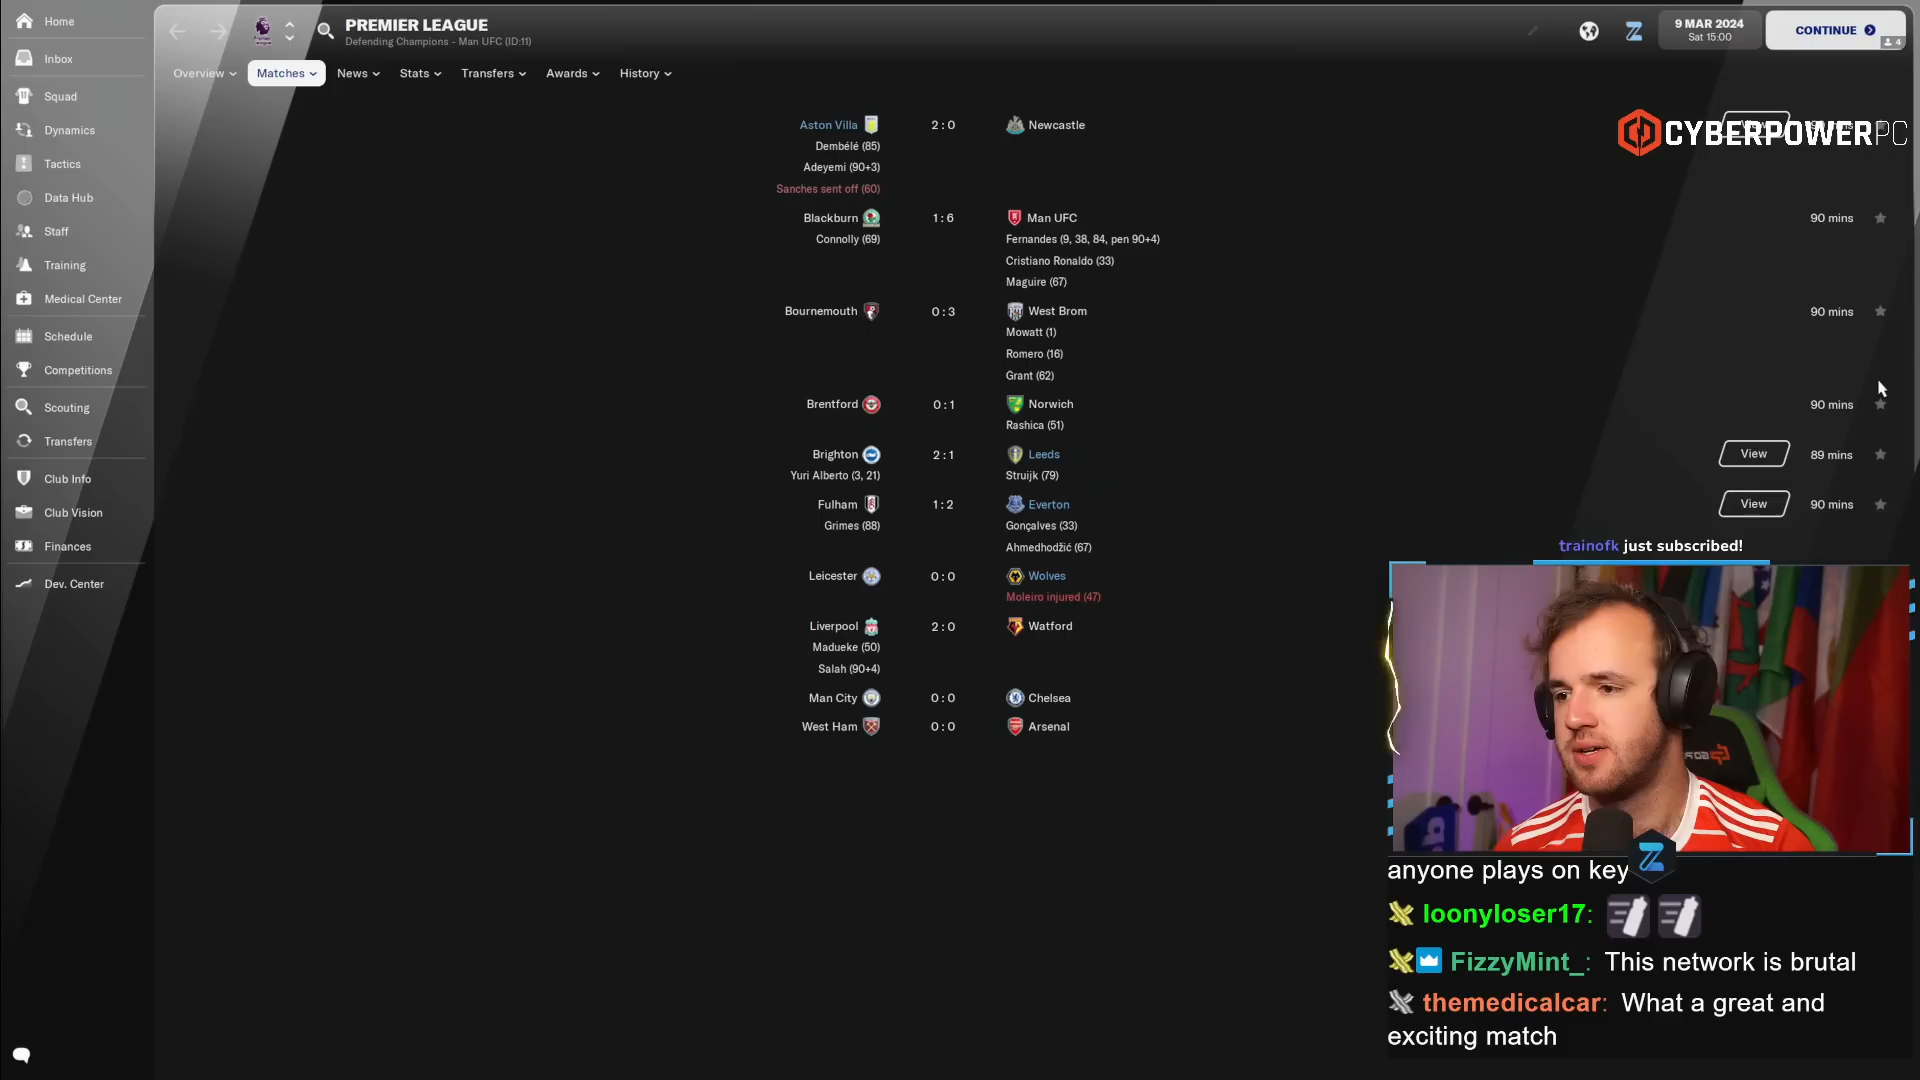 Home
Inbox
Squad
Dynamics
Tactics
Data Hub
Staff
Training
Medical Center
Schedule
Competitions
Scouting
Transfers
Club Info
Club Vision
Finances
Dev. Center
PREMIER LEAGUE
Defending Champions - Man UFC (ID:11)
9 MAR 2024
Sat 15:00
CONTINUE
4
Overview
Matches
News
Stats
Transfers
Awards
History
CYBERPOWERPC
Aston Villa 2 : 0 Newcastle
Dembélé (85)
Adeyemi (90+3)
Sanches sent off (60)
Blackburn 1 : 6 Man UFC 90 mins
Connolly (69) Fernandes (9, 38, 84, pen 90+4)
Cristiano Ronaldo (33)
Maguire (67)
Bournemouth 0 : 3 West Brom 90 mins
Mowatt (1)
Romero (16)
Grant (62)
Brentford 0 : 1 Norwich 90 mins
Rashica (51)
Brighton 2 : 1 Leeds View 89 mins
Yuri Alberto (3, 21) Struijk (79)
Fulham 1 : 2 Everton View 90 mins
Grimes (88) Gonçalves (33)
Ahmedhodžić (67)
Leicester 0 : 0 Wolves
Moleiro injured (47)
Liverpool 2 : 0 Watford
Madueke (50)
Salah (90+4)
Man City 0 : 0 Chelsea
West Ham 0 : 0 Arsenal
trainofk just subscribed!
anyone plays on key
loonyloser17:
FizzyMint_: This network is brutal
themedicalcar: What a great and
exciting match